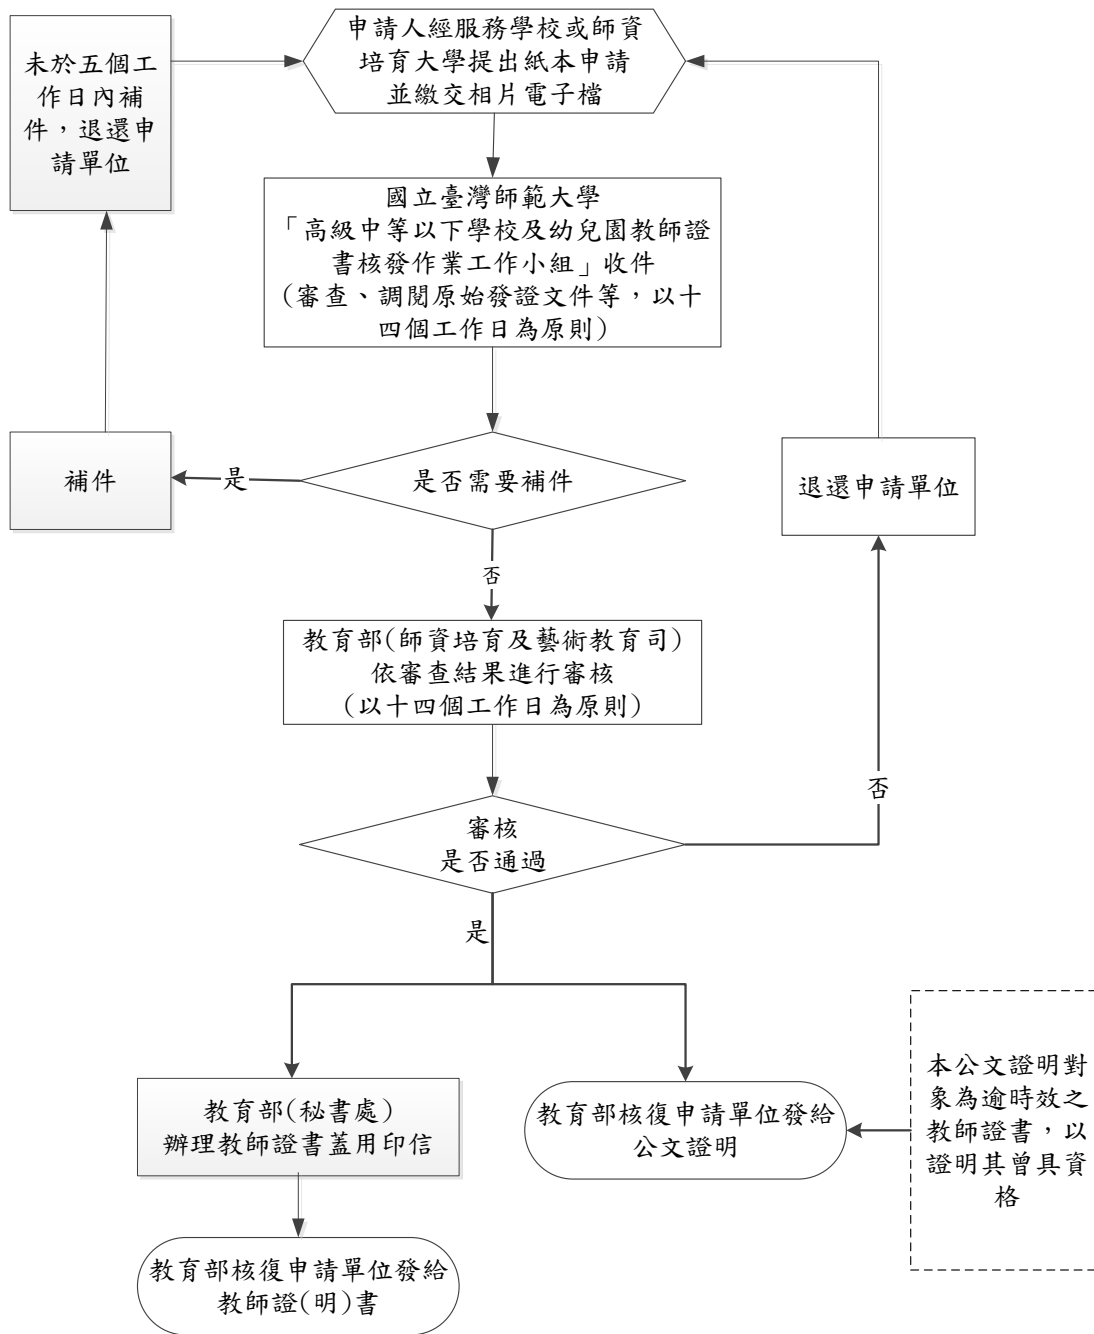 申請人經服務學校或師資
培育大學提出紙本申請
並繳交相片電子檔
未於五個工
作日內補
件，退還申
請單位
國立臺灣師範大學
「高級中等以下學校及幼兒園教師證
書核發作業工作小組」收件
(審查、調閱原始發證文件等，以十
四個工作日為原則)
補件
是
是否需要補件
退還申請單位
否
教育部(師資培育及藝術教育司)
依審查結果進行審核
(以十四個工作日為原則)
否
審核
是否通過
是
教育部(秘書處)
辦理教師證書蓋用印信
教育部核復申請單位發給
公文證明
本公文證明對
象為逾時效之
教師證書，以
證明其曾具資
格
教育部核復申請單位發給
教師證(明)書